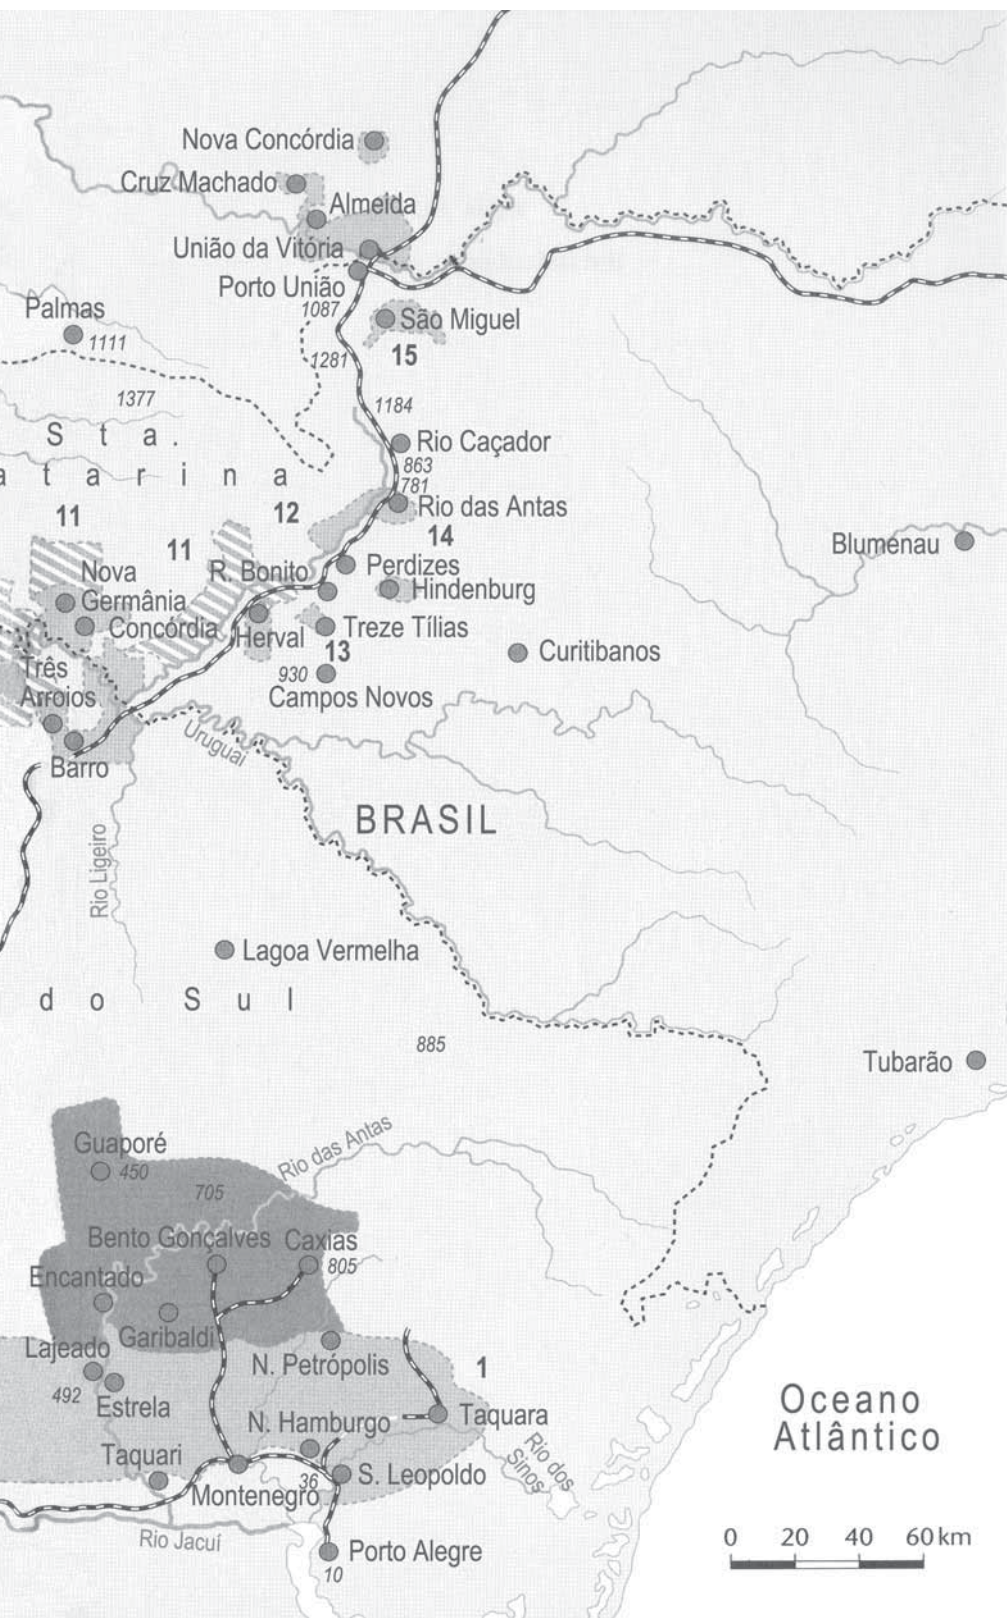 Nova Concórdia
Cruz Machado
Almeida
União da Vitória
Porto União
1087
Palmas
1111
São Miguel
15
1281
1377
1184
Sta.
atarina
Rio Caçador
863
781
11
12
Rio das Antas
14
11
Blumenau
Nova
Germânia
R. Bonito
Perdizes
Hindenburg
Concórdia
Herval
Treze Tílias
13
Curitibanos
Três
Arroios
930
Campos Novos
Uruguai
Barro
BRASIL
Rio Ligeiro
Lagoa Vermelha
do Sul
885
Tubarão
Guaporé
450
Rio das Antas
705
Bento Gonçalves
Caxias
805
Encantado
Garibaldi
Lajeado
492
Estrela
N. Petrópolis
1
N. Hamburgo
Taquara
Oceano
Atlântico
Taquari
Rio dos
Sinos
36
S. Leopoldo
Montenegro
Rio Jacuí
Porto Alegre
10
0 20 40 60 km